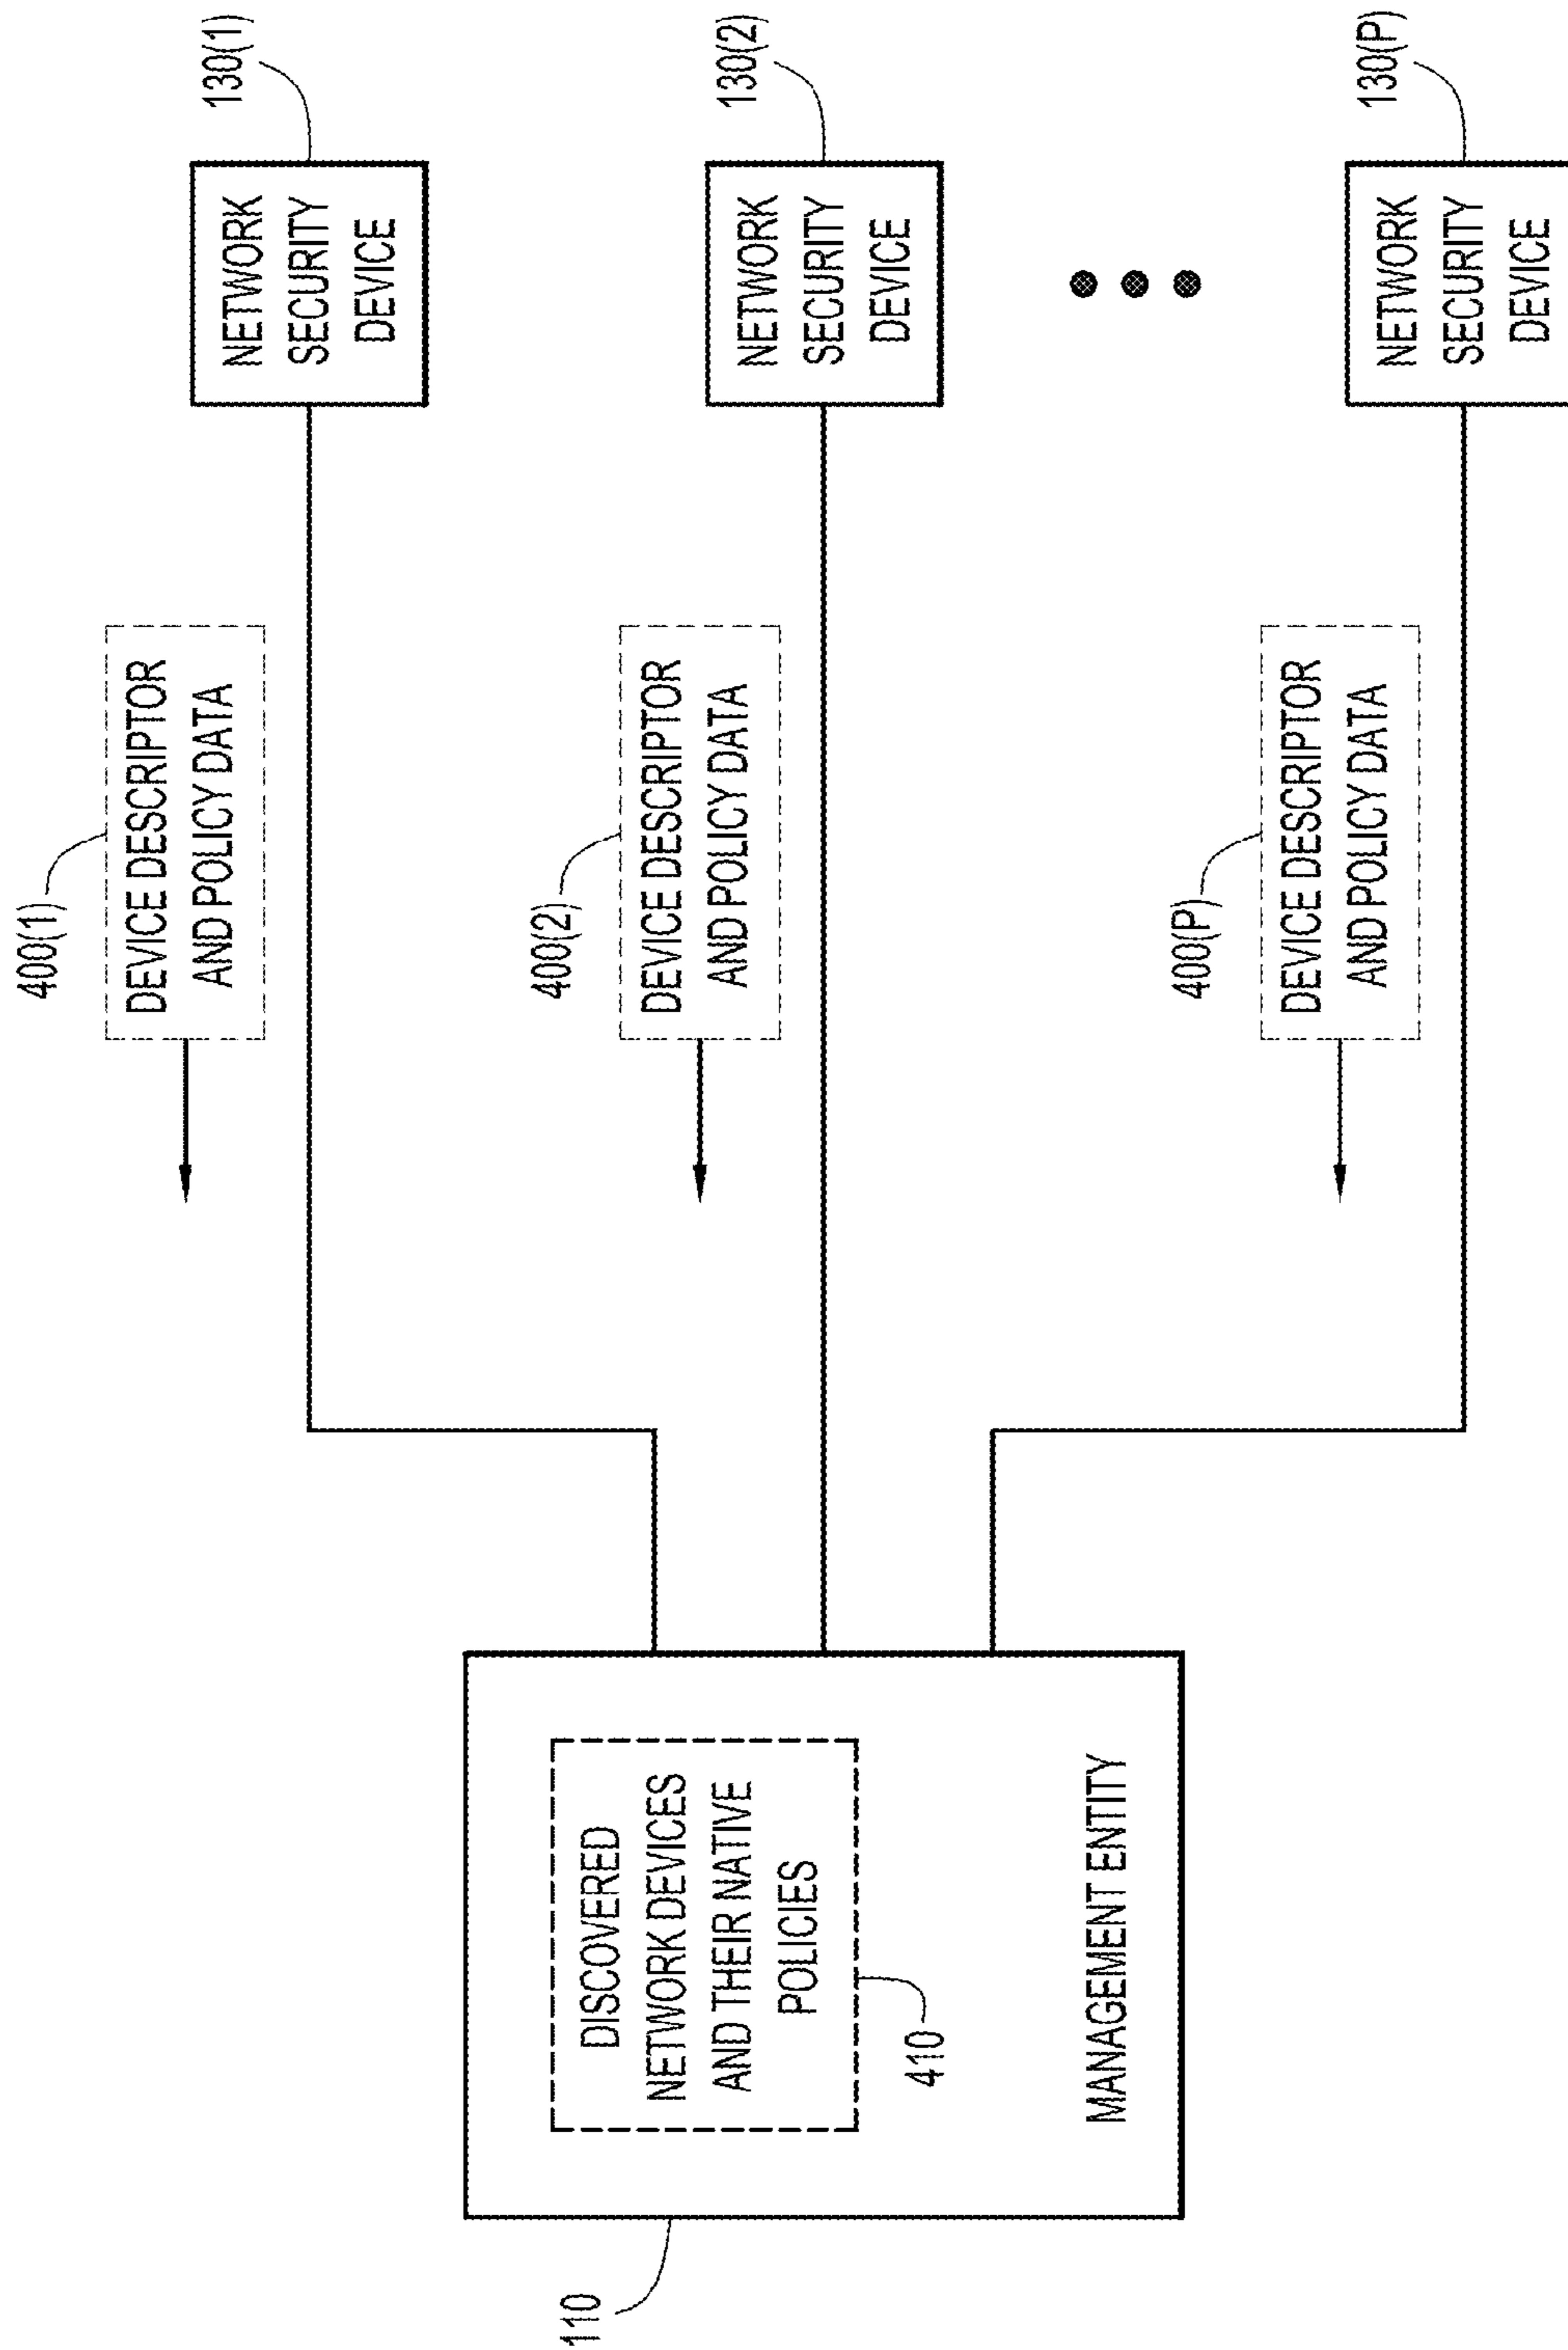 130(1)
NETWORK
SECURITY
DEVICE
400(1)
DEVICE DESCRIPTOR
AND POLICY DATA
130(2)
NETWORK
SECURITY
DEVICE
400(2)
DEVICE DESCRIPTOR
AND POLICY DATA
130(P)
NETWORK
SECURITY
DEVICE
400(P)
DEVICE DESCRIPTOR
AND POLICY DATA
110
DISCOVERED
NETWORK DEVICES
AND THEIR NATIVE
POLICIES
410
MANAGEMENT ENTITY